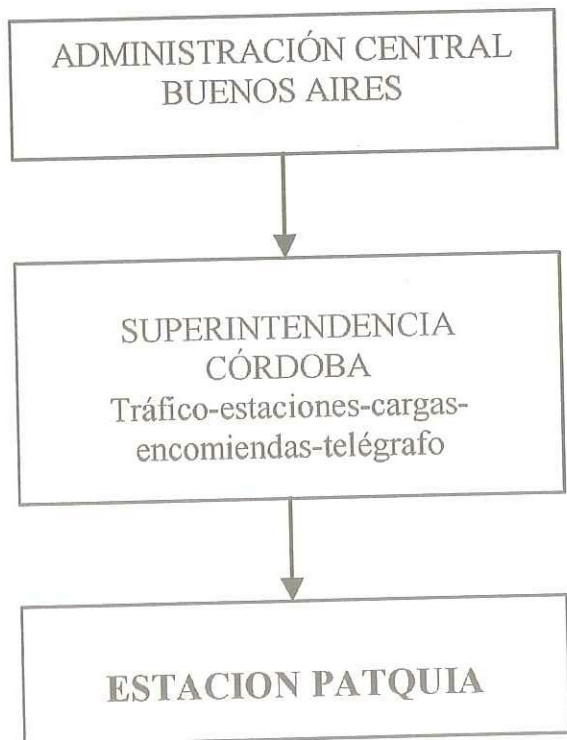 ADMINISTRACIÓN CENTRAL
BUENOS AIRES
SUPERINTENDENCIA
CÓRDOBA
Tráfico-estaciones-cargas-
encomiendas-telégrafo
ESTACION PATQUIA